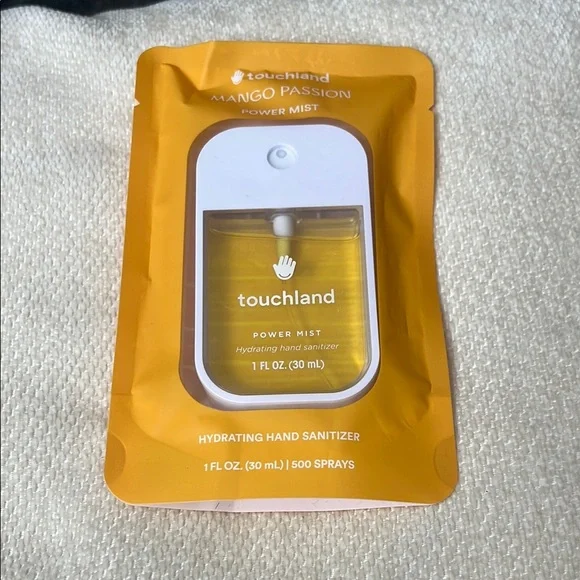 touchland
MANGO PASSION
POWER MIST
touchland
POWER MIST
Hydrating hand sanitizer
1 FL OZ. (30 mL)
HYDRATING HAND SANITIZER
1 FL OZ. (30 mL) | 500 SPRAYS